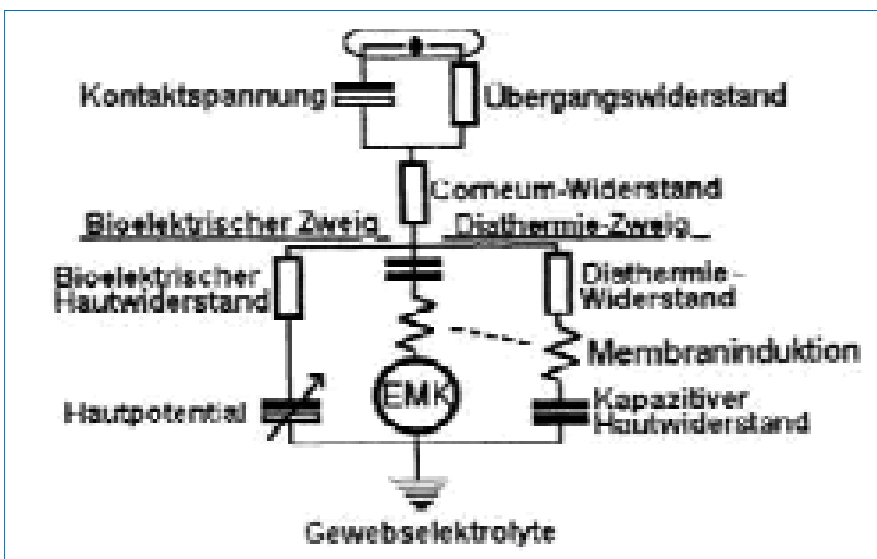 Kontaktspannung
Übergangswiderstand
Corneum-Widerstand
Bioelektrischer Zweig
Diathermie-Zweig
Bioelektrischer
Hautwiderstand
Diathermie-
Widerstand
Membraninduktion
EMK
Hautpotential
Kapazitiver
Hautwiderstand
Gewebselektrolyte